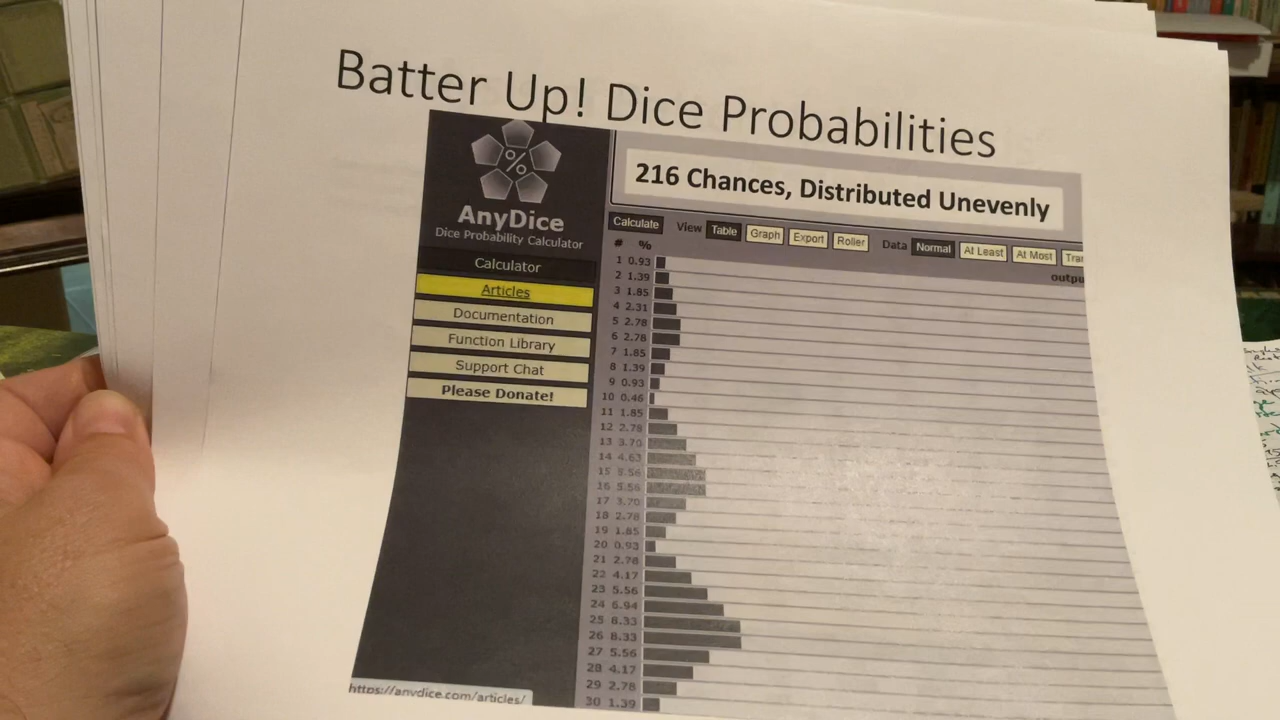 Batter Up! Dice Probabilities
%
AnyDice
Dice Probability Calculator
Calculator
Articles
Documentation
Function Library
Support Chat
Please Donate!
https://anydice.com/articles/
216 Chances, Distributed Unevenly
Calculate View Table Graph Export Roller Data Normal At Least At Most
# %
1 0.93
2 1.39
3 1.85
4 2.31
5 2.78
6 2.78
7 1.85
8 1.39
9 0.93
10 0.46
11 1.85
12 2.78
13 3.70
14 4.63
15 5.56
16 5.56
17 3.70
18 2.78
19 1.85
20 0.93
21 2.78
22 4.17
23 5.56
24 6.94
25 8.33
26 8.33
27 5.56
28 4.17
29 2.78
30 1.39